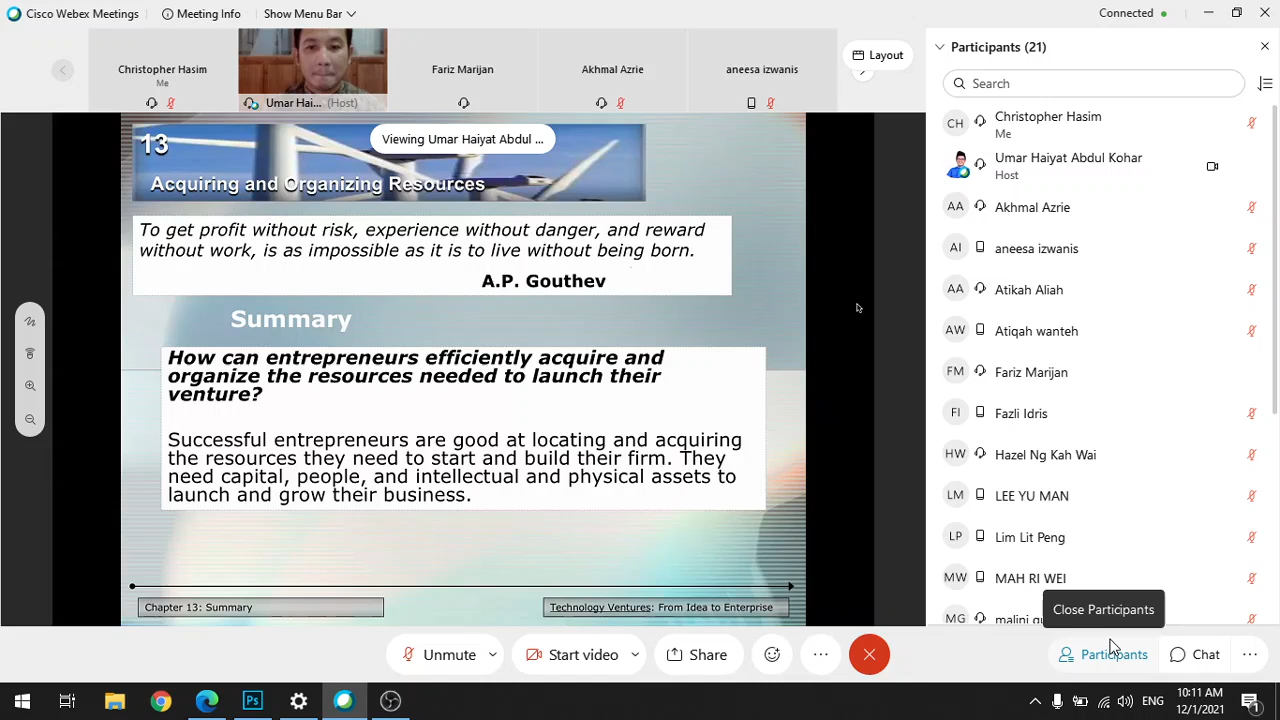 Cisco Webex Meetings
Meeting Info
Show Menu Bar
Connected
Christopher Hasim
Me
Umar Hai... (Host)
Fariz Marijan
Akhmal Azrie
aneesa izwanis
Layout
Viewing Umar Haiyat Abdul ...
13
Acquiring and Organizing Resources
To get profit without risk, experience without danger, and reward
without work, is as impossible as it is to live without being born.
A.P. Gouthev
Summary
How can entrepreneurs efficiently acquire and
organize the resources needed to launch their
venture?
Successful entrepreneurs are good at locating and acquiring
the resources they need to start and build their firm. They
need capital, people, and intellectual and physical assets to
launch and grow their business.
Chapter 13: Summary
Technology Ventures: From Idea to Enterprise
Participants (21)
Search
CH
Christopher Hasim
Me
Umar Haiyat Abdul Kohar
Host
AA
Akhmal Azrie
AI
aneesa izwanis
AA
Atikah Aliah
AW
Atiqah wanteh
FM
Fariz Marijan
FI
Fazli Idris
HW
Hazel Ng Kah Wai
LM
LEE YU MAN
LP
Lim Lit Peng
MW
MAH RI WEI
MG
malini
Close Participants
Unmute
Start video
Share
Participants
Chat
Ps
ENG
10:11 AM
12/1/2021
1